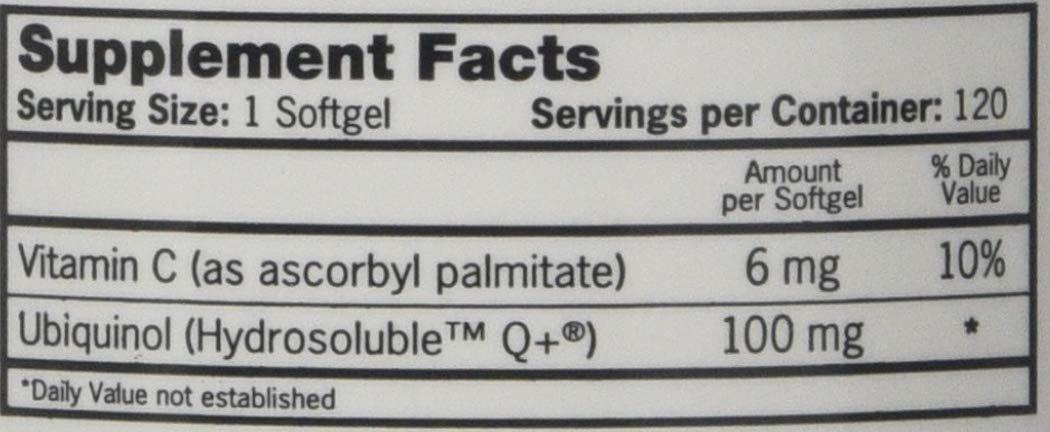 Supplement Facts
Serving Size: 1 Softgel Servings per Container: 120
Amount per Softgel % Daily Value
Vitamin C (as ascorbyl palmitate) 6 mg 10%
Ubiquinol (Hydrosoluble™ Q+®) 100 mg *
*Daily Value not established